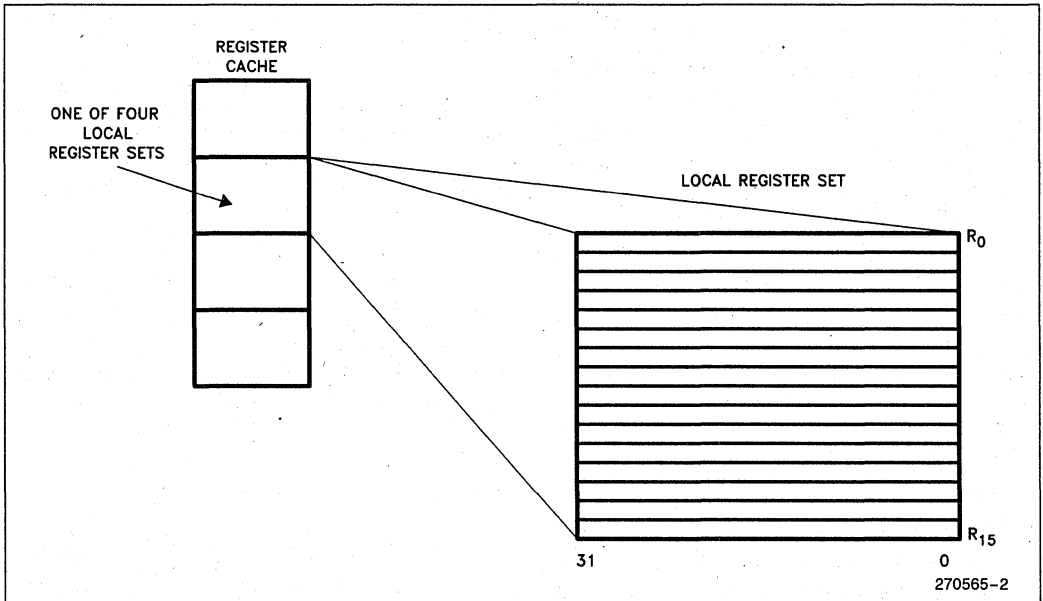 REGISTER
CACHE
ONE OF FOUR
LOCAL
REGISTER SETS
LOCAL REGISTER SET
R0
R15
31 0
270565-2